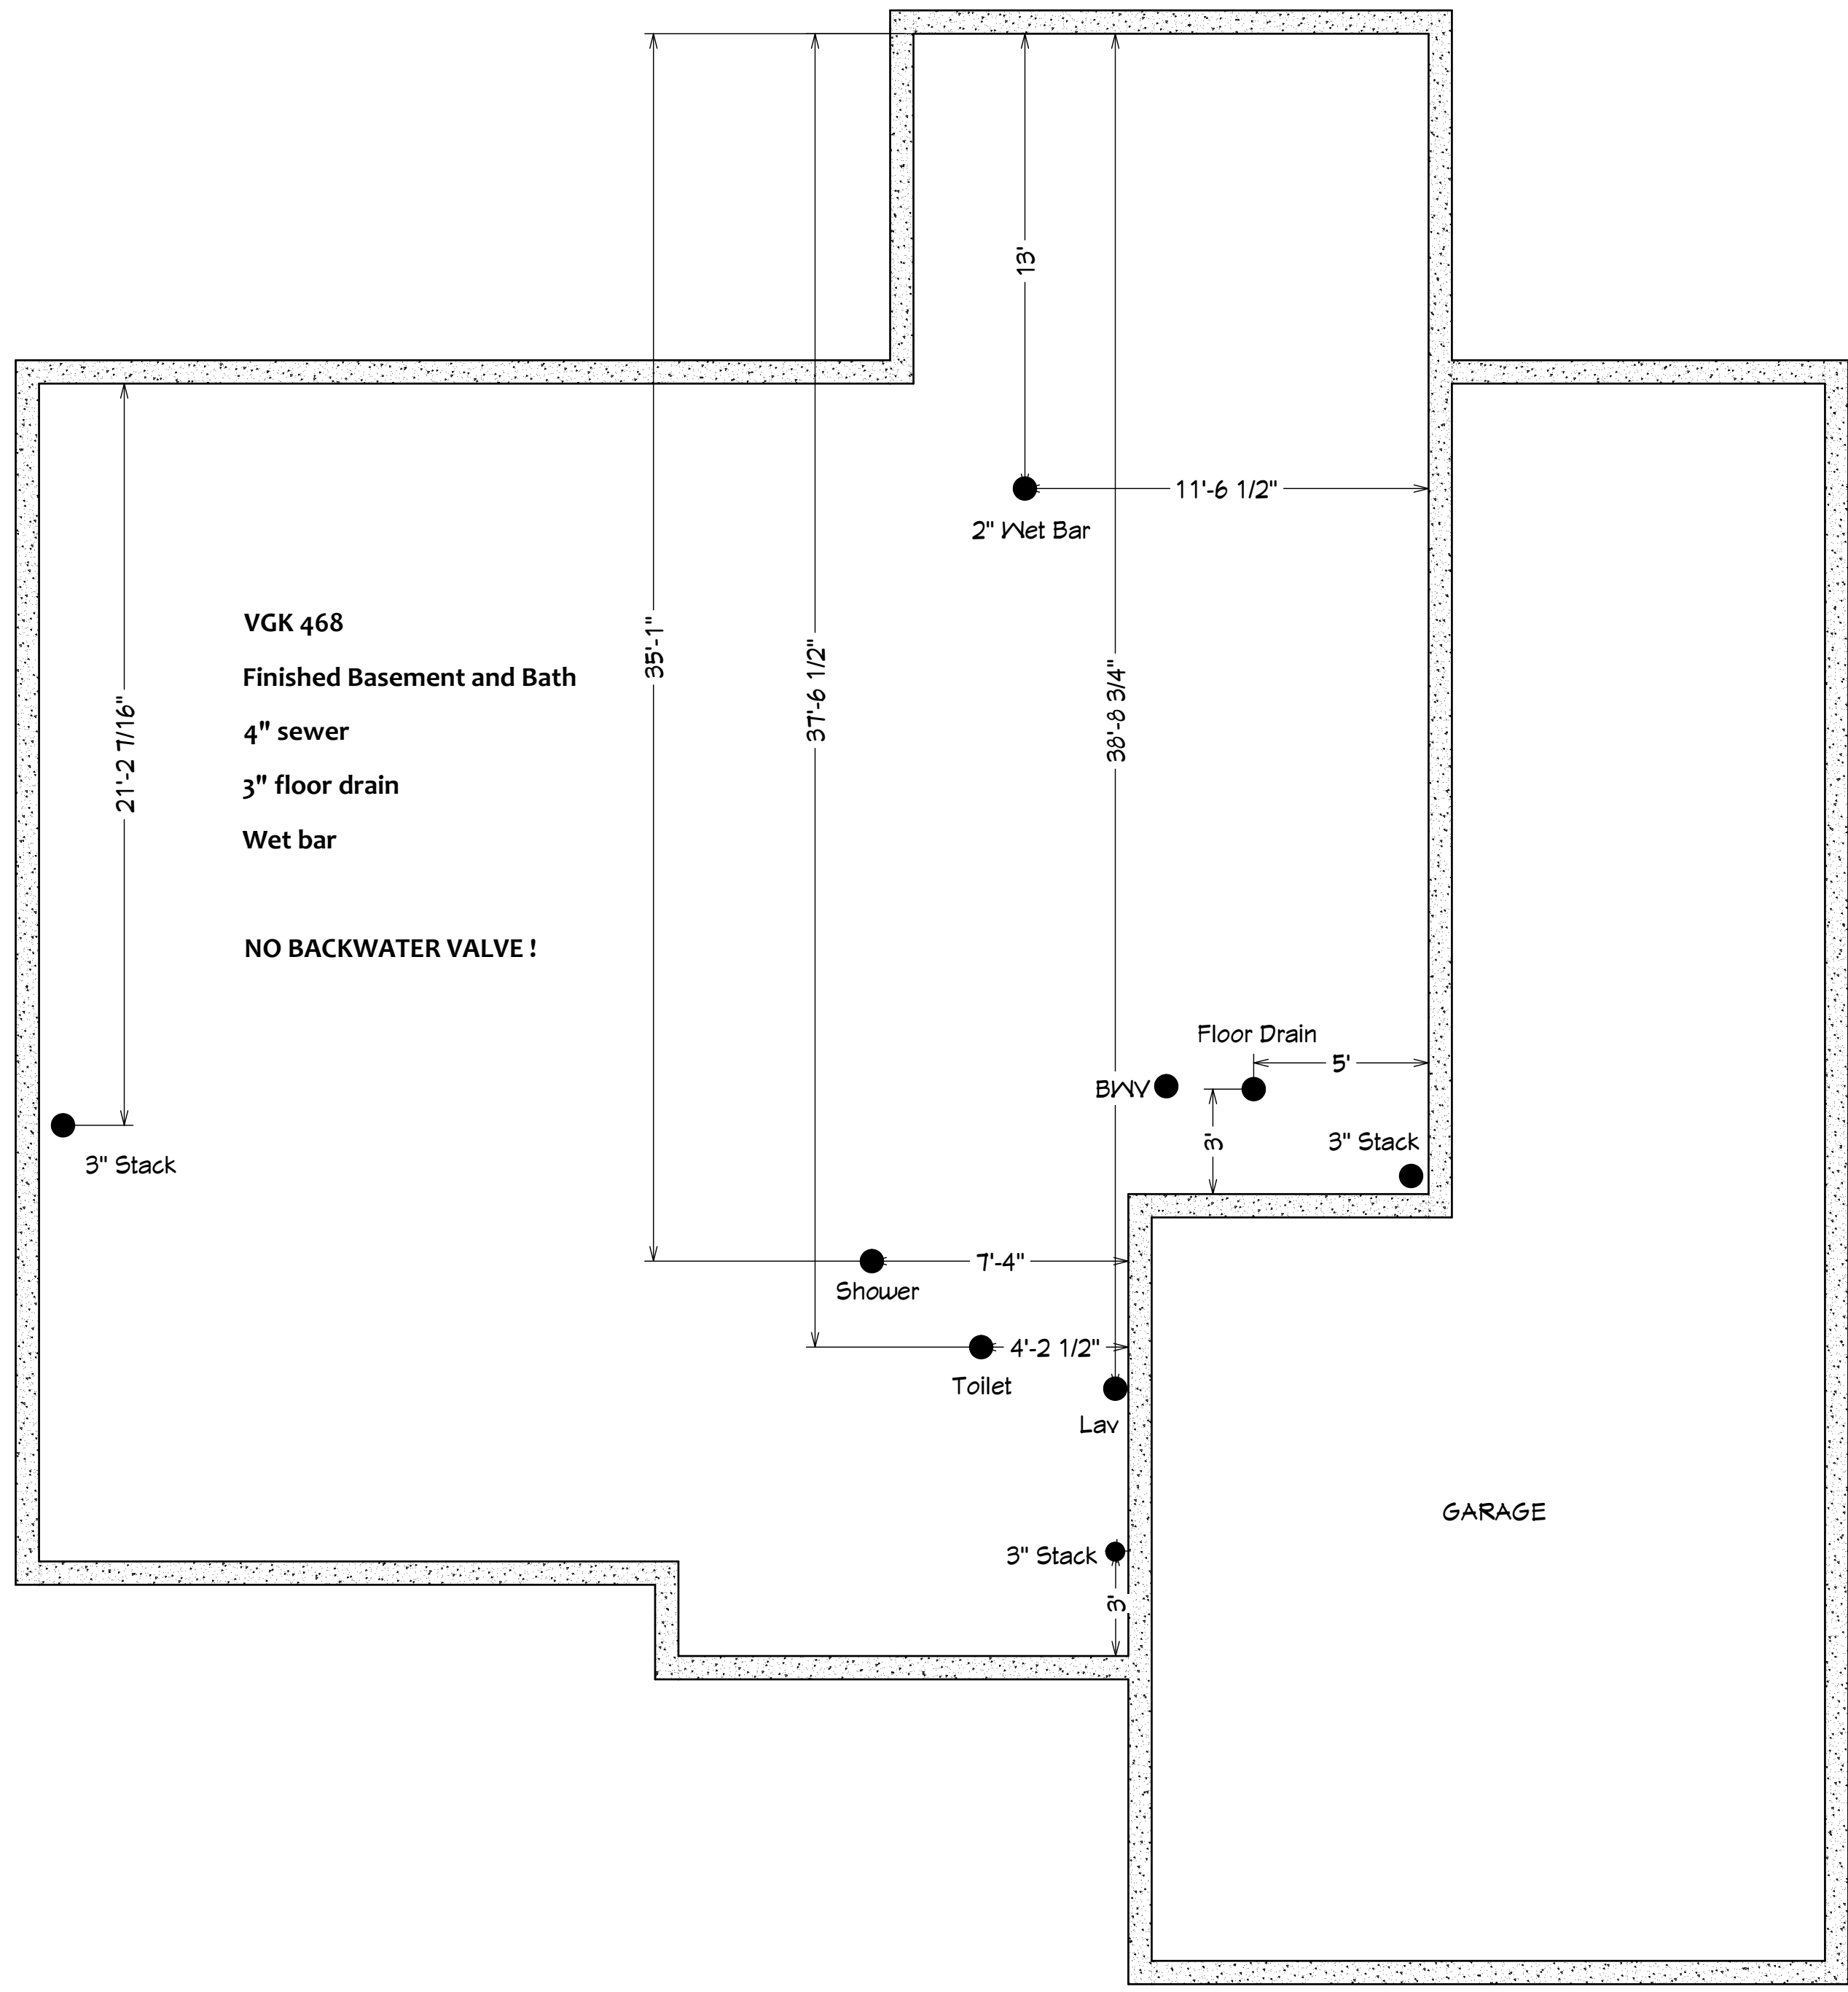 13'
11'-6 1/2"
2" Wet Bar
VGK 468
Finished Basement and Bath
4" sewer
3" floor drain
Wet bar
NO BACKWATER VALVE !
35'-1"
37'-6 1/2"
38'-8 3/4"
21'-2 7/16"
Floor Drain
5'
BWV
3'
3" Stack
3" Stack
7'-4"
Shower
4'-2 1/2"
Toilet
Lav
GARAGE
3" Stack
3'